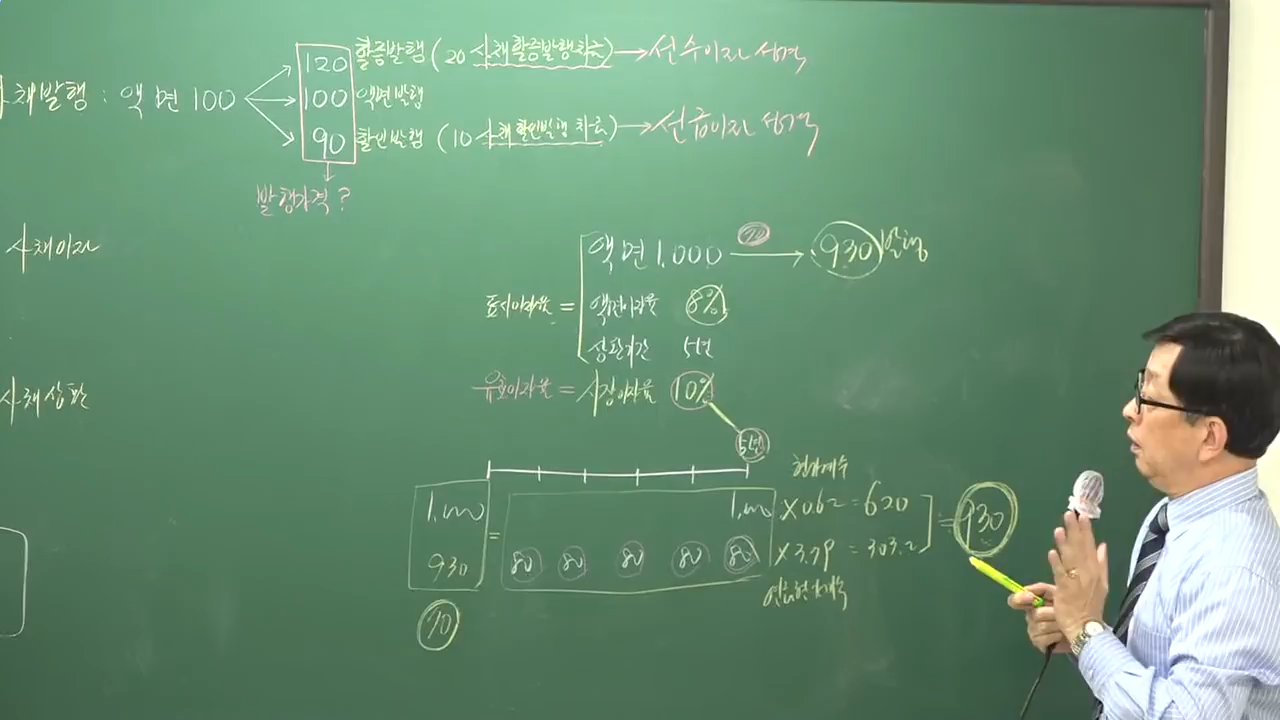 사채발행 : 액면 100
120 할증발행 (20 사채할증발행차금) → 선수이자 성격
100 액면발행
90 할인발행 (10 사채할인발행차금) → 선급이자 성격
발행가격 ?
사채이자
액면 1,000 70 → 930 발행
표시이자율 = 액면이자율 8%
상환기간 5년
유효이자율 = 시장이자율 10%
사채상환
5년
현가계수
1,000 = 1,000 × 0.62 = 620
930 80 80 80 80 80 × 3.79 = 303.2
= 930
연금현가계수
70